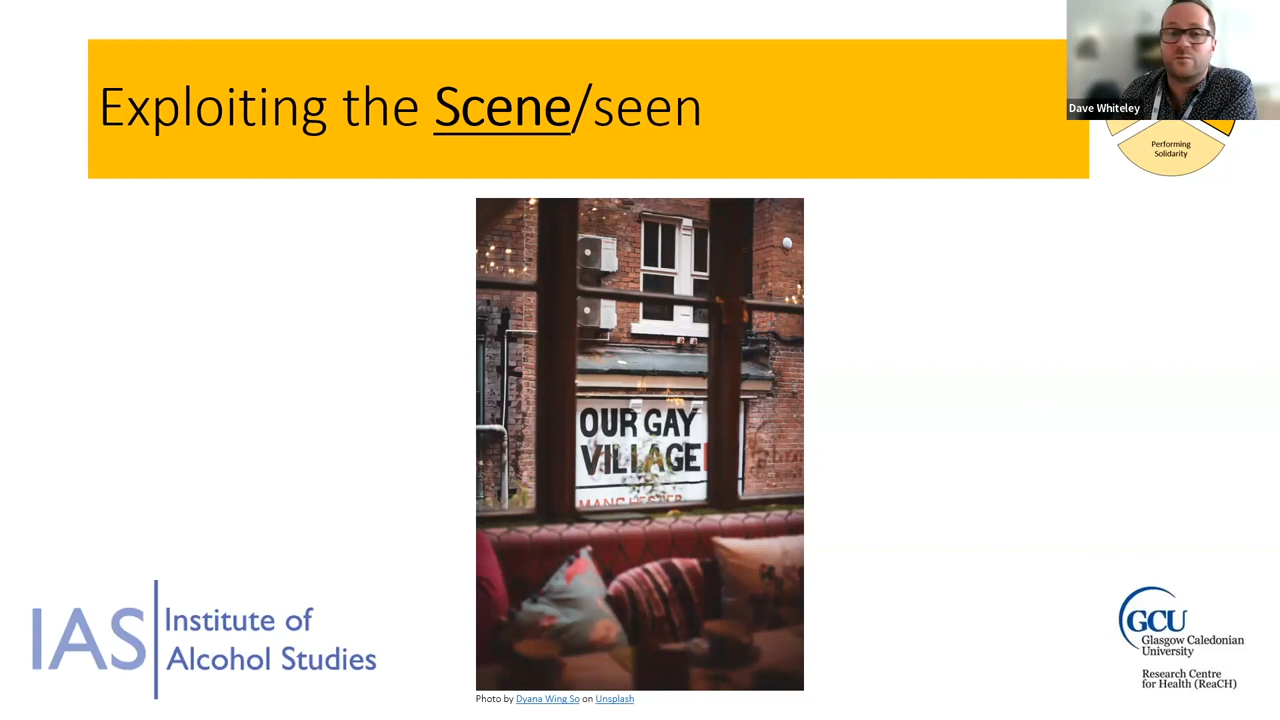 Exploiting the Scene/seen
Dave Whiteley
Performing
Solidarity
OUR GAY
VILLAGE
MANCHESTER
IAS
Institute of
Alcohol Studies
GCU
Glasgow Caledonian
University
Research Centre
for Health (ReaCH)
Photo by Dyana Wing So on Unsplash